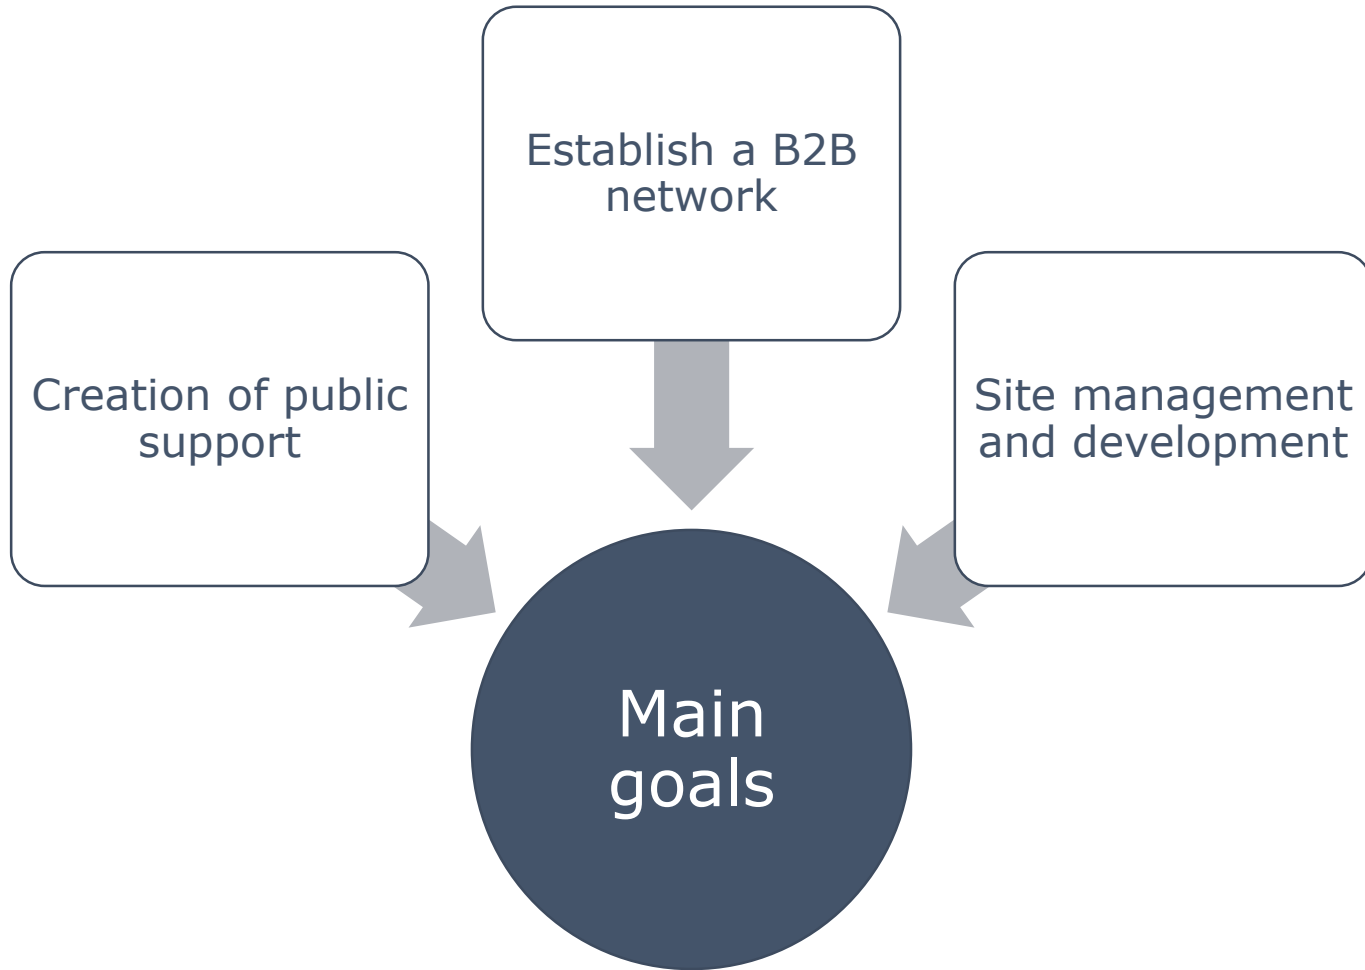 Establish a B2B
network
Creation of public
support
Site management
and development
Main
goals